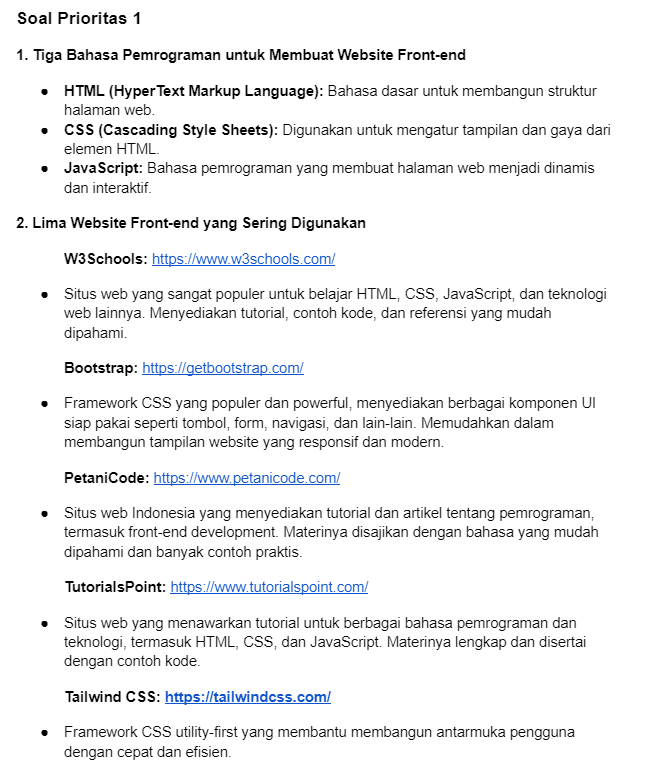 Soal Prioritas 1
1. Tiga Bahasa Pemrograman untuk Membuat Website Front-end
● HTML (HyperText Markup Language): Bahasa dasar untuk membangun struktur
halaman web.
● CSS (Cascading Style Sheets): Digunakan untuk mengatur tampilan dan gaya dari
elemen HTML.
● JavaScript: Bahasa pemrograman yang membuat halaman web menjadi dinamis
dan interaktif.
2. Lima Website Front-end yang Sering Digunakan
W3Schools: https://www.w3schools.com/
● Situs web yang sangat populer untuk belajar HTML, CSS, JavaScript, dan teknologi
web lainnya. Menyediakan tutorial, contoh kode, dan referensi yang mudah
dipahami.
Bootstrap: https://getbootstrap.com/
● Framework CSS yang populer dan powerful, menyediakan berbagai komponen UI
siap pakai seperti tombol, form, navigasi, dan lain-lain. Memudahkan dalam
membangun tampilan website yang responsif dan modern.
PetaniCode: https://www.petanicode.com/
● Situs web Indonesia yang menyediakan tutorial dan artikel tentang pemrograman,
termasuk front-end development. Materinya disajikan dengan bahasa yang mudah
dipahami dan banyak contoh praktis.
TutorialsPoint: https://www.tutorialspoint.com/
● Situs web yang menawarkan tutorial untuk berbagai bahasa pemrograman dan
teknologi, termasuk HTML, CSS, dan JavaScript. Materinya lengkap dan disertai
dengan contoh kode.
Tailwind CSS: https://tailwindcss.com/
● Framework CSS utility-first yang membantu membangun antarmuka pengguna
dengan cepat dan efisien.